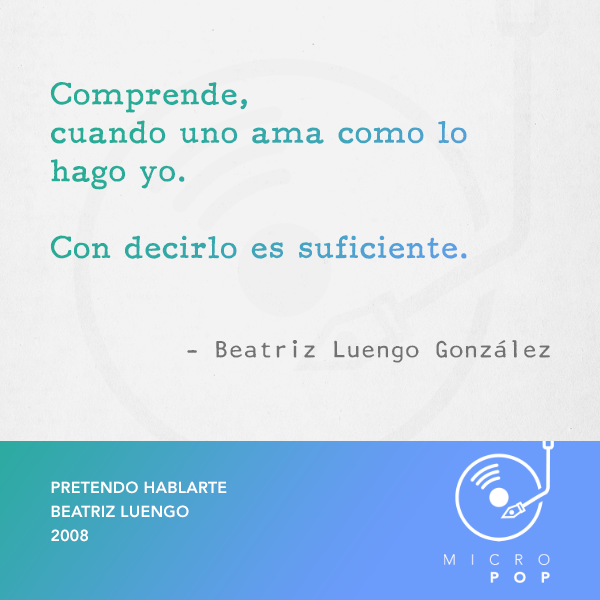 Comprende,
cuando uno ama como lo
hago yo.
Con decirlo es suficiente.
– Beatriz Luengo González
PRETENDO HABLARTE
BEATRIZ LUENGO
2008
MICRO
POP